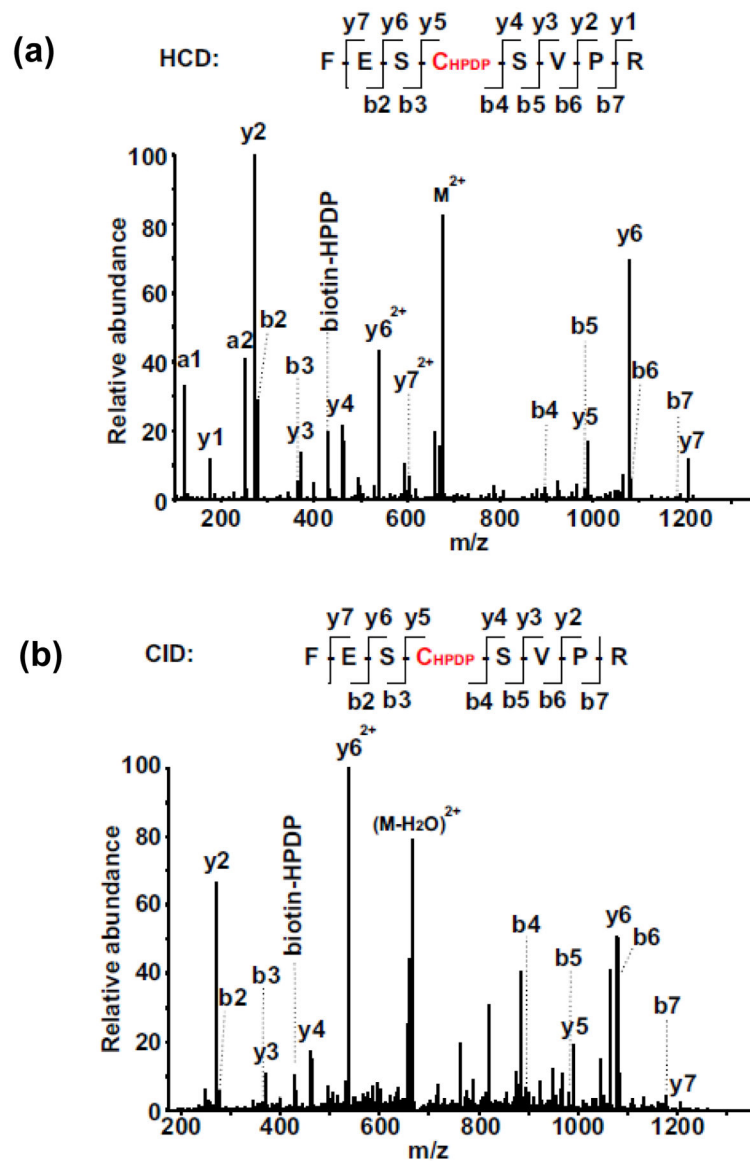 (a)
HCD:
y7 y6 y5 y4 y3 y2 y1
F E S CHPDP S V P R
b2 b3 b4 b5 b6 b7
Relative abundance
100
80
60
40
20
0
a1
y1
a2
y2
b2
b3
y3
biotin-HPDP
y4
y6²⁺
y7²⁺
M²⁺
b4
b5
y5
y6
b6
b7
y7
200 400 600 800 1000 1200
m/z
(b)
CID:
y7 y6 y5 y4 y3 y2
F E S CHPDP S V P R
b2 b3 b4 b5 b6 b7
Relative abundance
100
80
60
40
20
0
y2
b2
b3
y3
biotin-HPDP
y4
y6²⁺
(M-H₂O)²⁺
b4
b5
y5
y6
b6
b7
y7
200 400 600 800 1000 1200
m/z